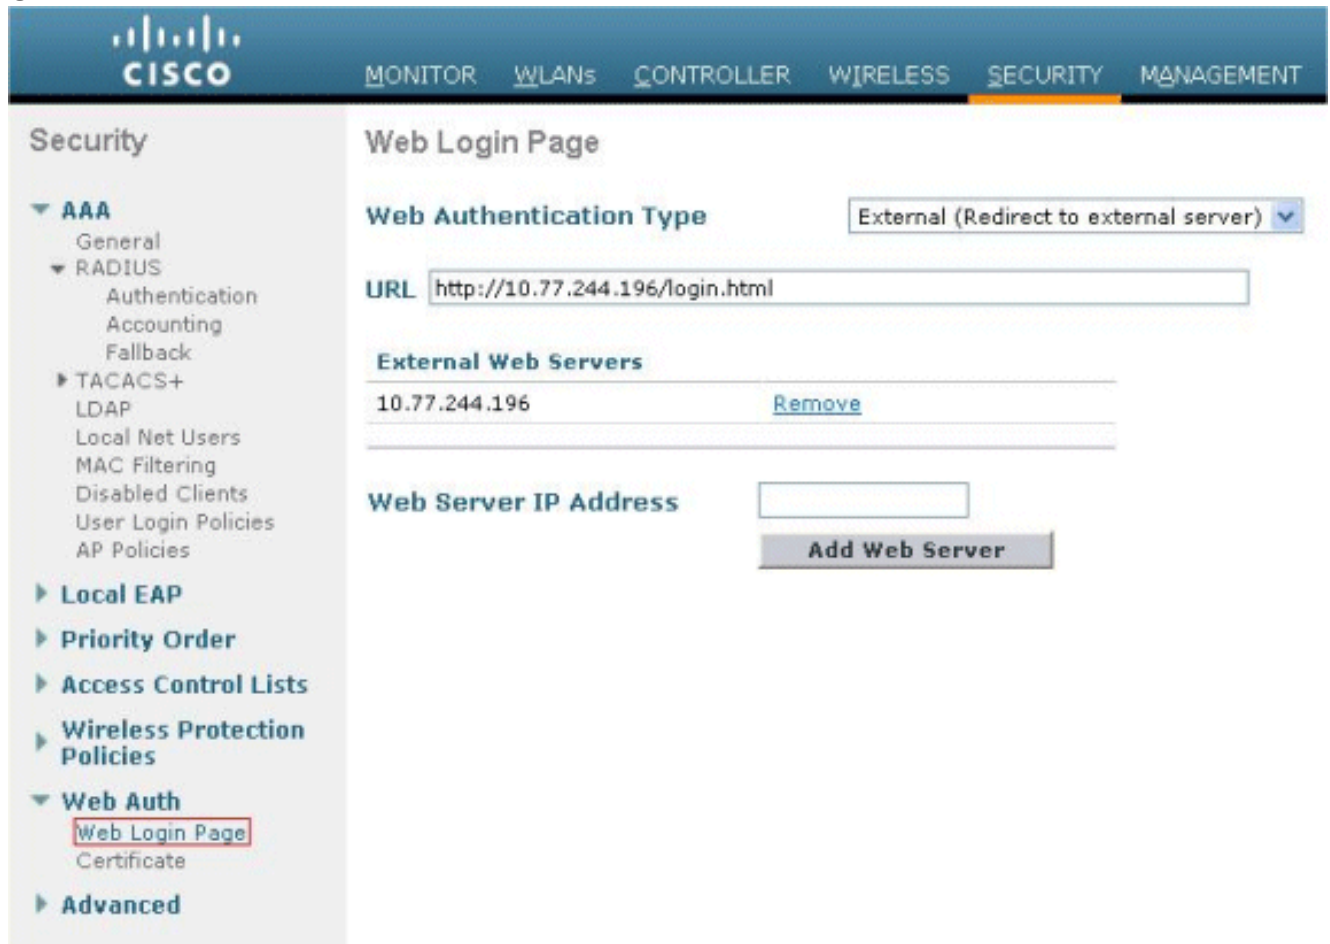 CISCO
MONITOR WLANs CONTROLLER WIRELESS SECURITY MANAGEMENT
Security
AAA
General
RADIUS
Authentication
Accounting
Fallback
TACACS+
LDAP
Local Net Users
MAC Filtering
Disabled Clients
User Login Policies
AP Policies
Local EAP
Priority Order
Access Control Lists
Wireless Protection
Policies
Web Auth
Web Login Page
Certificate
Advanced
Web Login Page
Web Authentication Type External (Redirect to external server)
URL http://10.77.244.196/login.html
External Web Servers
10.77.244.196 Remove
Web Server IP Address
Add Web Server